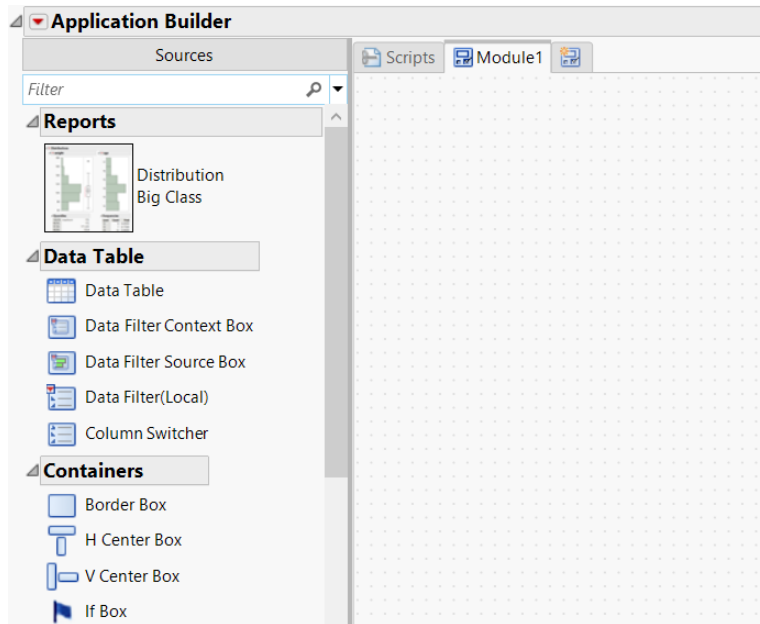 Application Builder
Sources
Filter
Reports
Distribution
Big Class
Data Table
Data Table
Data Filter Context Box
Data Filter Source Box
Data Filter(Local)
Column Switcher
Containers
Border Box
H Center Box
V Center Box
If Box
Scripts
Module1